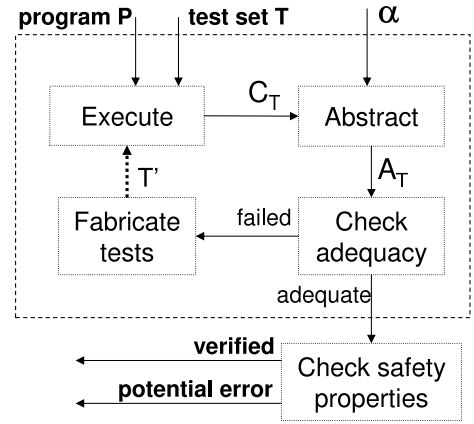 program P
test set T
α
Execute
C_T
Abstract
T'
A_T
Fabricate
tests
failed
Check
adequacy
adequate
verified
potential error
Check safety
properties